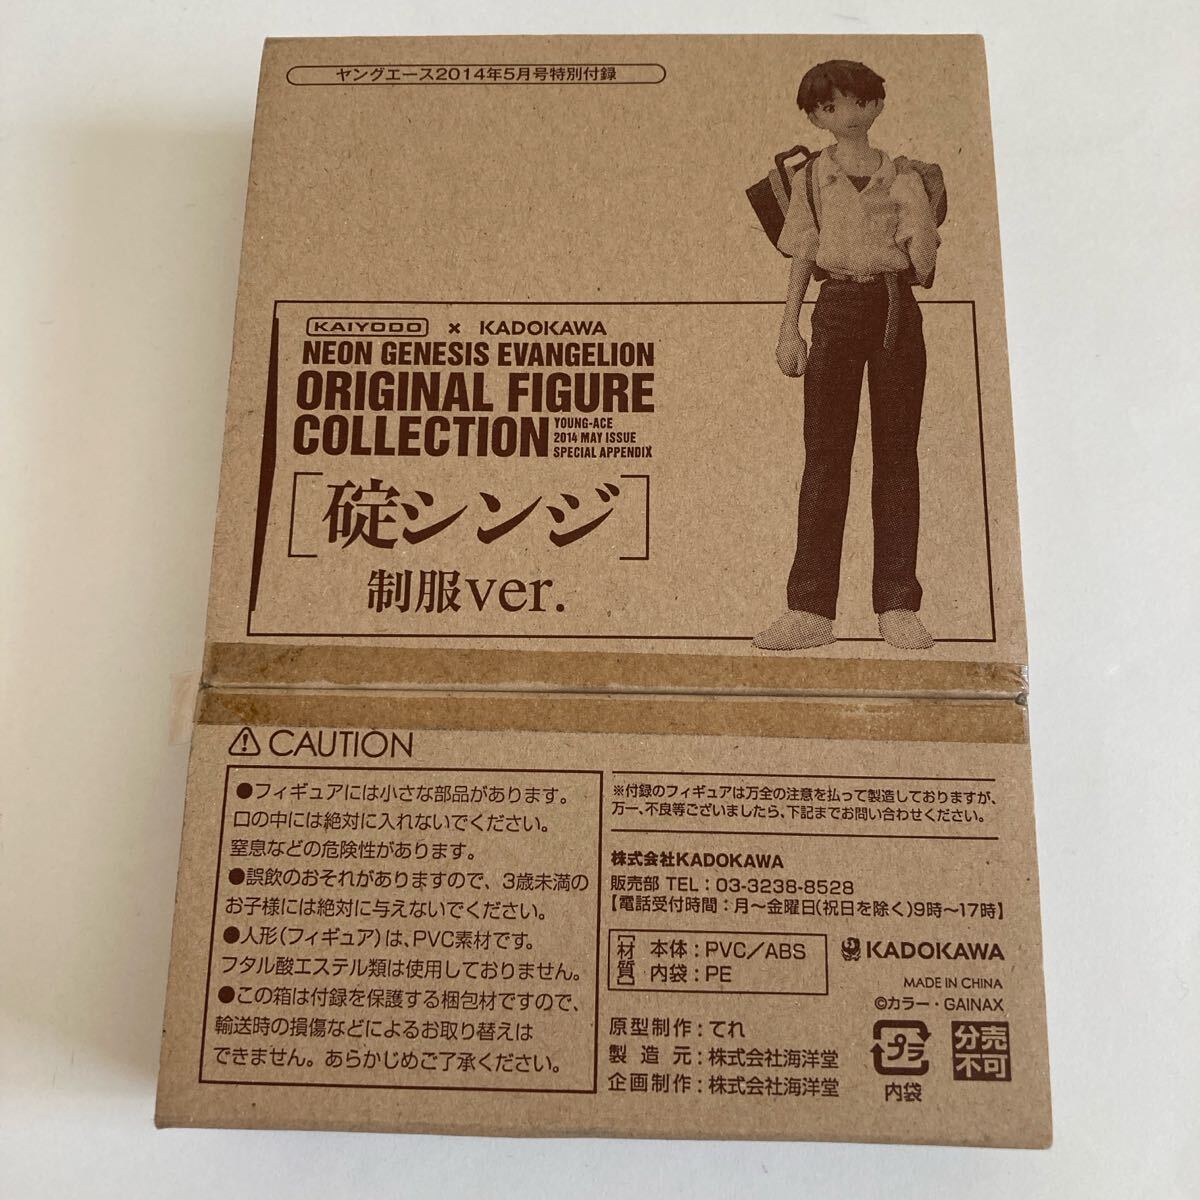 ヤングエース2014年5月号特別付録
KAIYODO × KADOKAWA
NEON GENESIS EVANGELION
ORIGINAL FIGURE
COLLECTION
YOUNG-ACE
2014 MAY ISSUE
SPECIAL APPENDIX
[碇シンジ]
制服ver.
⚠ CAUTION
●フィギュアには小さな部品があります。
口の中には絶対に入れないでください。
窒息などの危険性があります。
●誤飲のおそれがありますので、3歳未満の
お子様には絶対に与えないでください。
●人形(フィギュア)は、PVC素材です。
フタル酸エステル類は使用しておりません。
●この箱は付録を保護する梱包材ですので、
輸送時の損傷などによるお取り替えは
できません。あらかじめご了承ください。
※付録のフィギュアは万全の注意を払って製造しておりますが、
万一、不良等ございましたら、下記までお問い合わせください。
株式会社KADOKAWA
販売部 TEL:03-3238-8528
【電話受付時間:月〜金曜日(祝日を除く)9時〜17時】
[材質] 本体:PVC/ABS
内袋:PE
KADOKAWA
MADE IN CHINA
©カラー・GAINAX
原型制作:てれ
製造元:株式会社海洋堂
企画制作:株式会社海洋堂
プラ
内袋
分売
不可